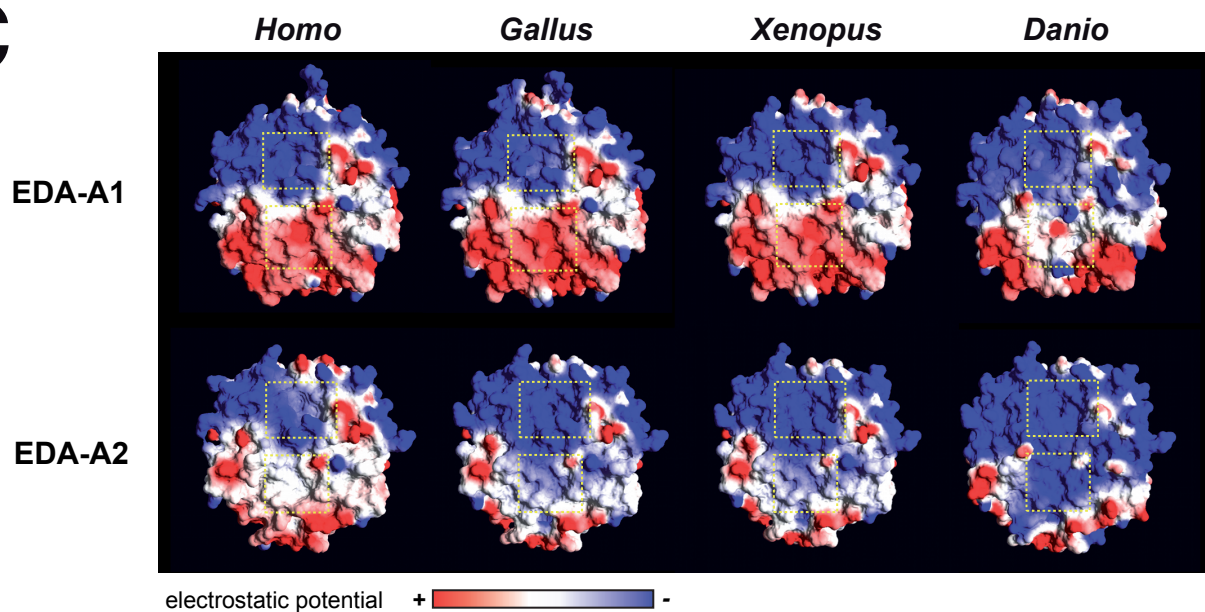 C
Homo Gallus Xenopus Danio
EDA-A1
EDA-A2
electrostatic potential + -